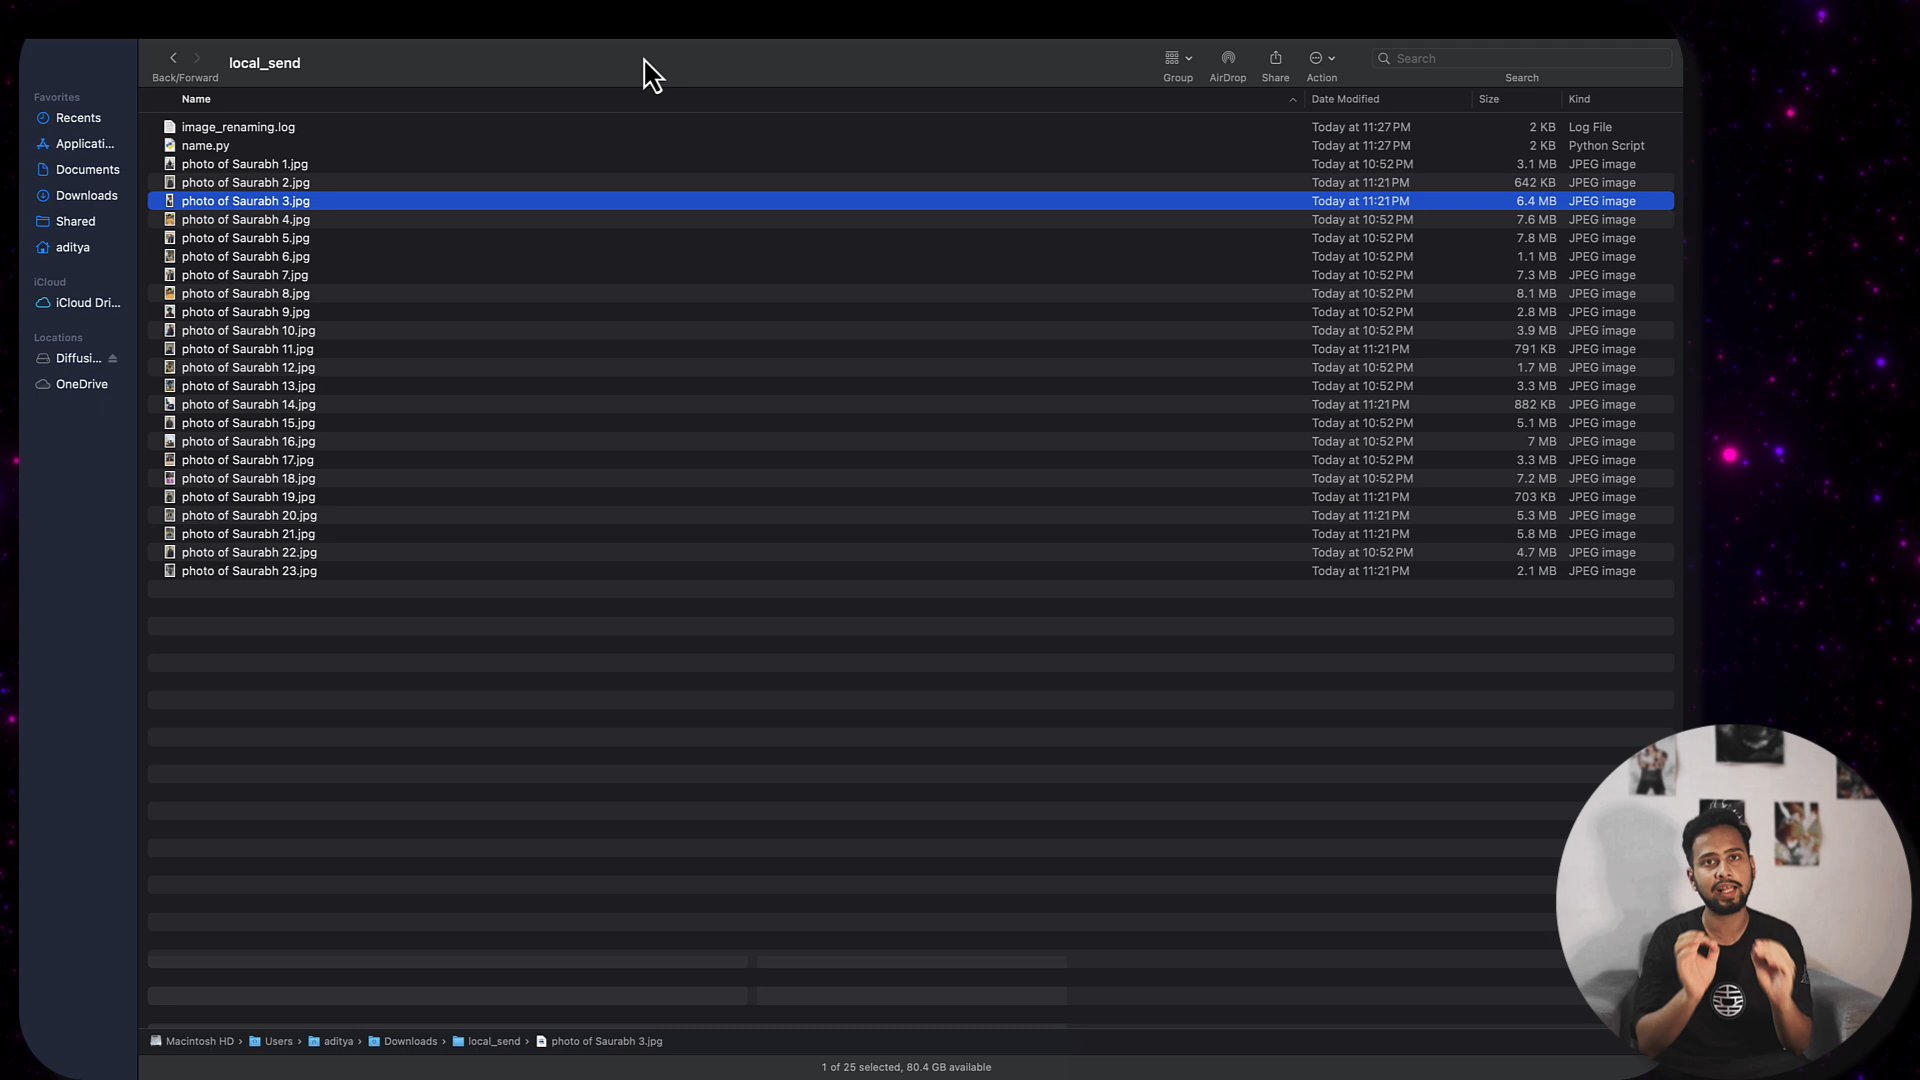 local_send
Back/Forward
Group
AirDrop
Share
Action
Search
Search
Name Date Modified Size Kind
Favorites
Recents
Applicati...
Documents
Downloads
Shared
aditya
iCloud
iCloud Dri...
Locations
Diffusi...
OneDrive
image_renaming.log Today at 11:27 PM 2 KB Log File
name.py Today at 11:27 PM 2 KB Python Script
photo of Saurabh 1.jpg Today at 10:52 PM 3.1 MB JPEG image
photo of Saurabh 2.jpg Today at 11:21 PM 642 KB JPEG image
photo of Saurabh 3.jpg Today at 11:21 PM 6.4 MB JPEG image
photo of Saurabh 4.jpg Today at 10:52 PM 7.6 MB JPEG image
photo of Saurabh 5.jpg Today at 10:52 PM 7.8 MB JPEG image
photo of Saurabh 6.jpg Today at 10:52 PM 1.1 MB JPEG image
photo of Saurabh 7.jpg Today at 10:52 PM 7.3 MB JPEG image
photo of Saurabh 8.jpg Today at 10:52 PM 8.1 MB JPEG image
photo of Saurabh 9.jpg Today at 10:52 PM 2.8 MB JPEG image
photo of Saurabh 10.jpg Today at 10:52 PM 3.9 MB JPEG image
photo of Saurabh 11.jpg Today at 11:21 PM 791 KB JPEG image
photo of Saurabh 12.jpg Today at 10:52 PM 1.7 MB JPEG image
photo of Saurabh 13.jpg Today at 10:52 PM 3.3 MB JPEG image
photo of Saurabh 14.jpg Today at 11:21 PM 882 KB JPEG image
photo of Saurabh 15.jpg Today at 10:52 PM 5.1 MB JPEG image
photo of Saurabh 16.jpg Today at 10:52 PM 7 MB JPEG image
photo of Saurabh 17.jpg Today at 10:52 PM 3.3 MB JPEG image
photo of Saurabh 18.jpg Today at 10:52 PM 7.2 MB JPEG image
photo of Saurabh 19.jpg Today at 11:21 PM 703 KB JPEG image
photo of Saurabh 20.jpg Today at 11:21 PM 5.3 MB JPEG image
photo of Saurabh 21.jpg Today at 11:21 PM 5.8 MB JPEG image
photo of Saurabh 22.jpg Today at 10:52 PM 4.7 MB JPEG image
photo of Saurabh 23.jpg Today at 11:21 PM 2.1 MB JPEG image
Macintosh HD › Users › aditya › Downloads › local_send › photo of Saurabh 3.jpg
1 of 25 selected, 80.4 GB available